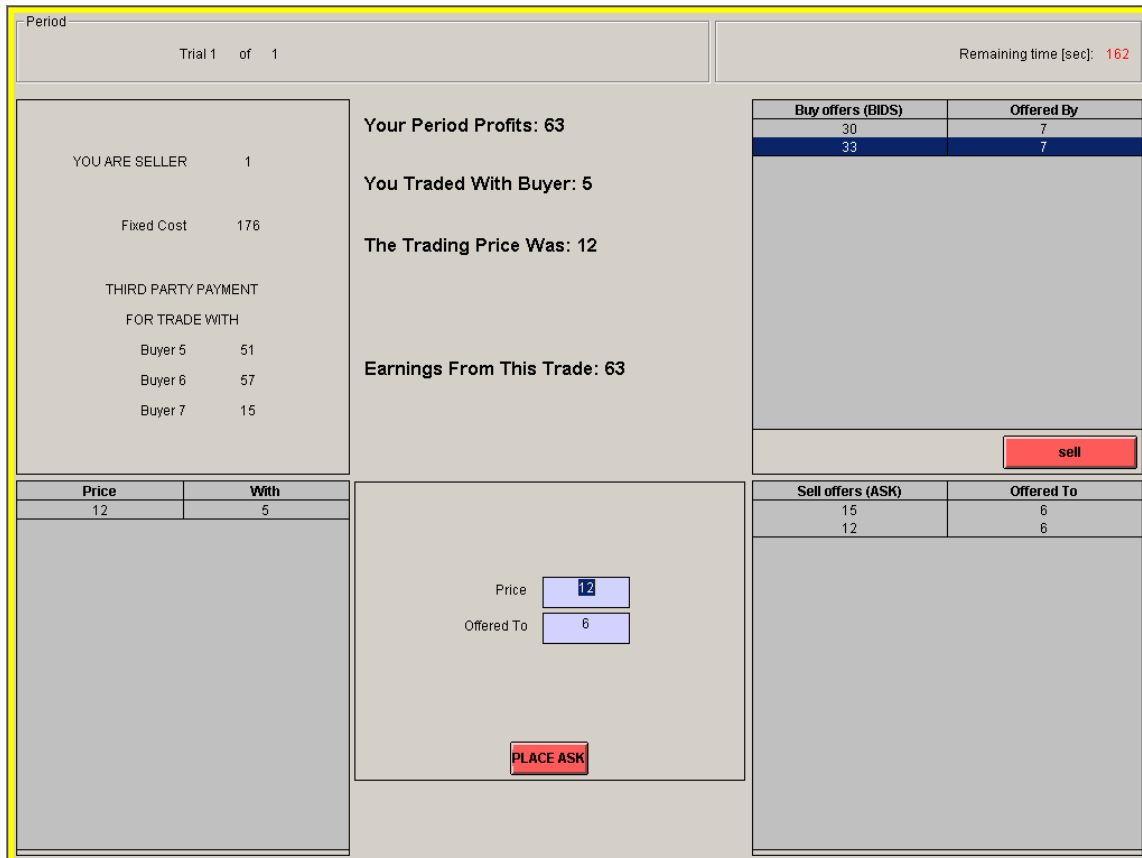 Period
Trial 1 of 1
Remaining time [sec]: 162
YOU ARE SELLER 1
Fixed Cost 176
THIRD PARTY PAYMENT
FOR TRADE WITH
Buyer 5 51
Buyer 6 57
Buyer 7 15
Your Period Profits: 63
You Traded With Buyer: 5
The Trading Price Was: 12
Earnings From This Trade: 63
Buy offers (BIDS) Offered By
30 7
33 7
sell
Price With
12 5
Price 12
Offered To 6
PLACE ASK
Sell offers (ASK) Offered To
15 6
12 6